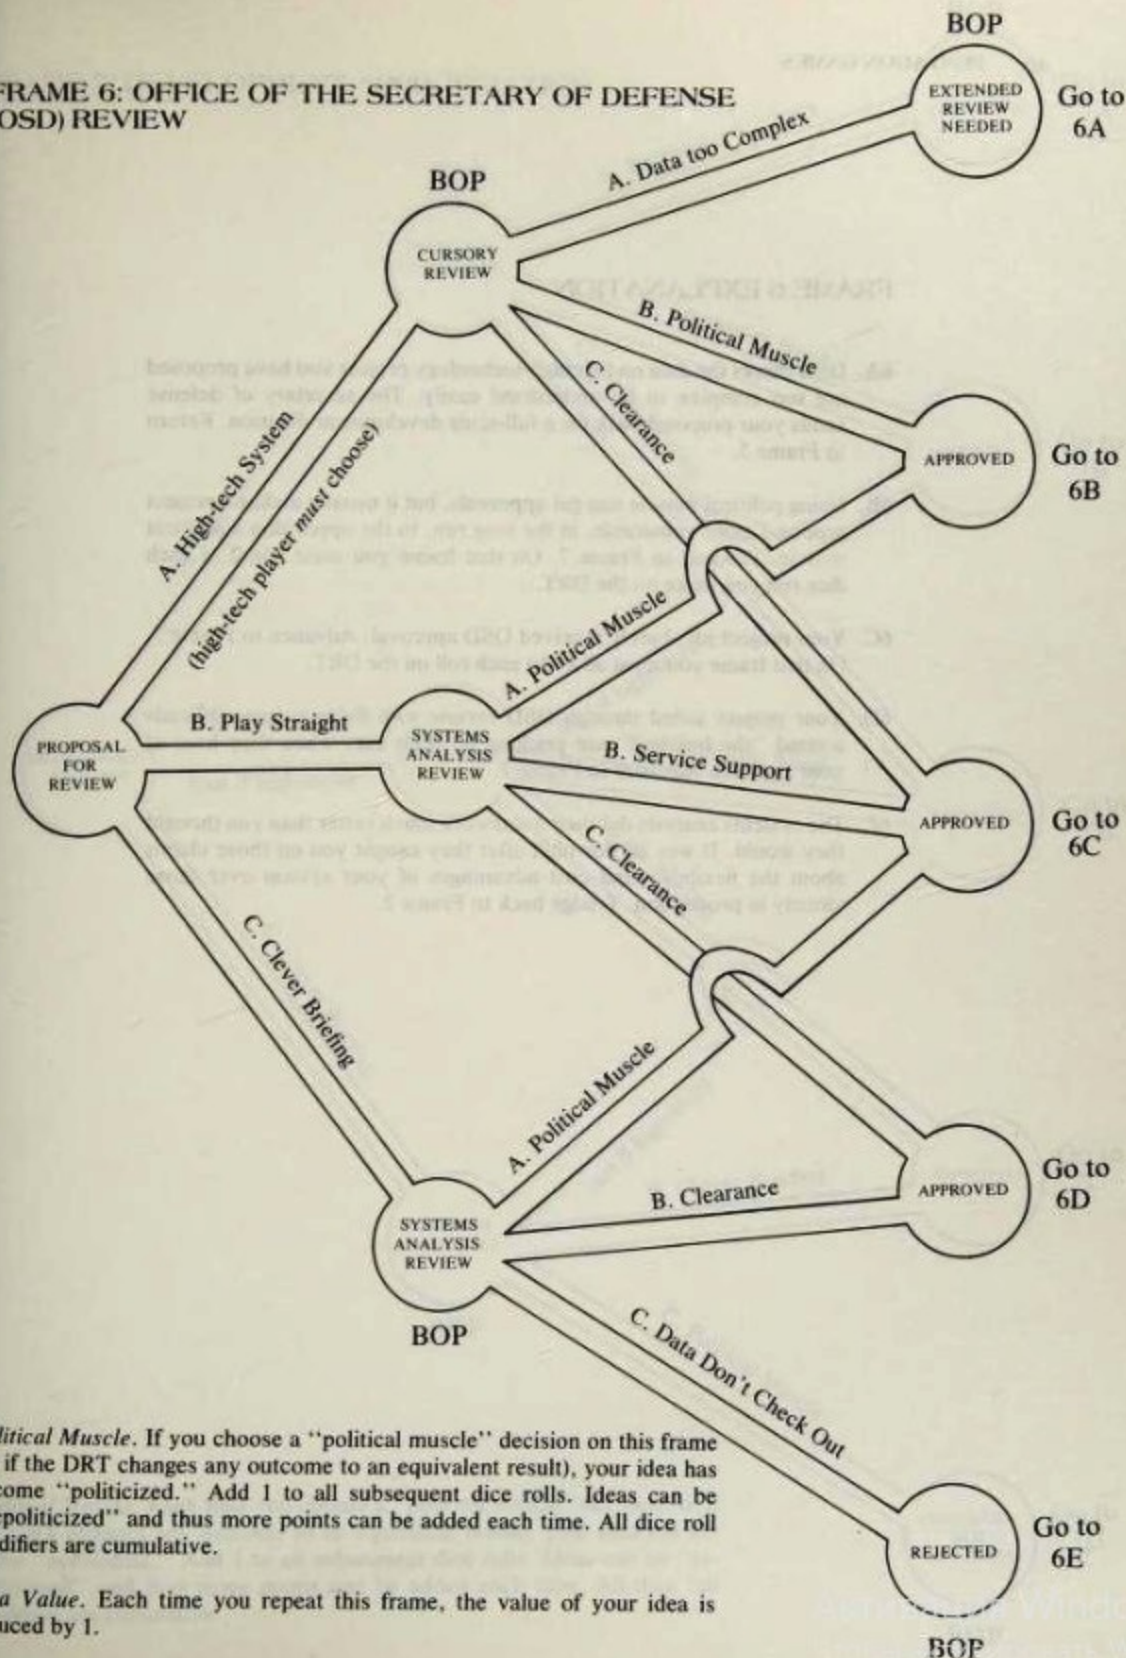 BOP
FRAME 6: OFFICE OF THE SECRETARY OF DEFENSE
OSD) REVIEW
EXTENDED
REVIEW
NEEDED
Go to
6A
A. Data too Complex
BOP
CURSORY
REVIEW
B. Political Muscle
C. Clearance
A. High-tech System
(high-tech player must choose)
APPROVED
Go to
6B
A. Political Muscle
B. Play Straight
PROPOSAL
FOR
REVIEW
SYSTEMS
ANALYSIS
REVIEW
B. Service Support
APPROVED
Go to
6C
C. Clearance
C. Clever Briefing
A. Political Muscle
B. Clearance
APPROVED
Go to
6D
SYSTEMS
ANALYSIS
REVIEW
BOP
C. Data Don't Check Out
litical Muscle. If you choose a "political muscle" decision on this frame
if the DRT changes any outcome to an equivalent result), your idea has
come "politicized." Add 1 to all subsequent dice rolls. Ideas can be
politicized" and thus more points can be added each time. All dice roll
difiers are cumulative.
a Value. Each time you repeat this frame, the value of your idea is
uced by 1.
REJECTED
Go to
6E
BOP